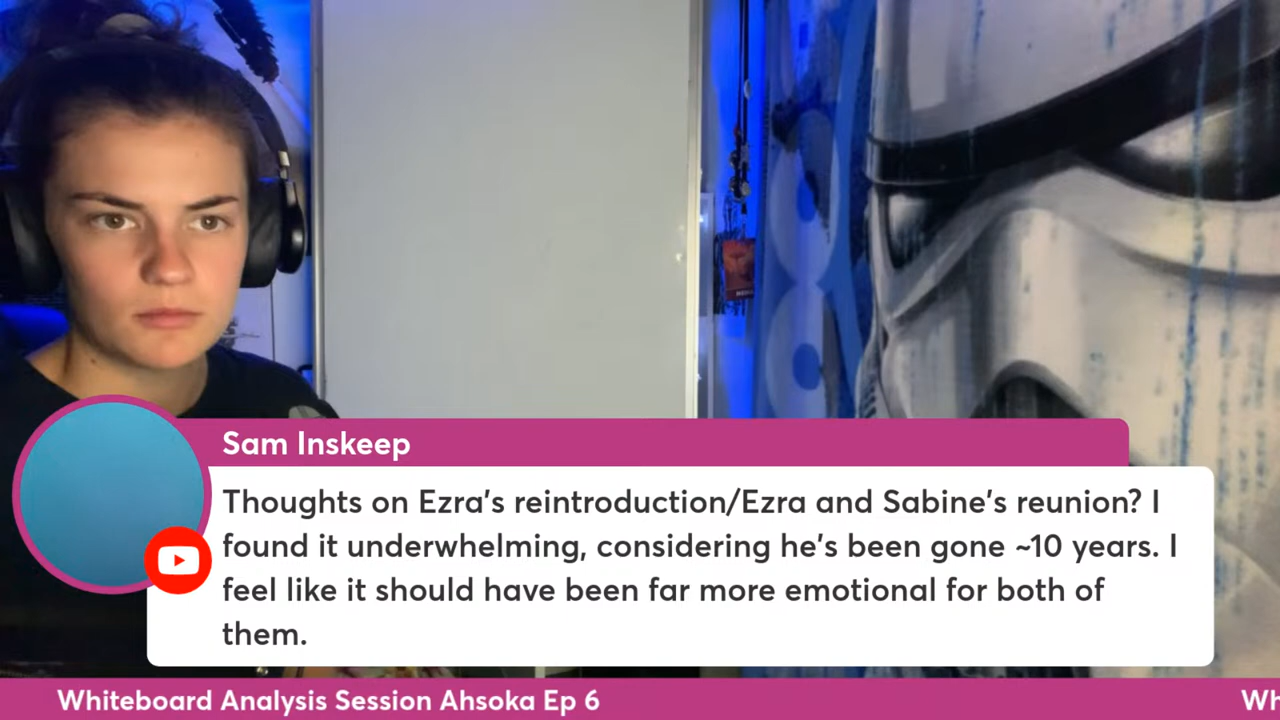 Sam Inskeep
Thoughts on Ezra's reintroduction/Ezra and Sabine's reunion? I
found it underwhelming, considering he's been gone ~10 years. I
feel like it should have been far more emotional for both of
them.
Whiteboard Analysis Session Ahsoka Ep 6
Wh